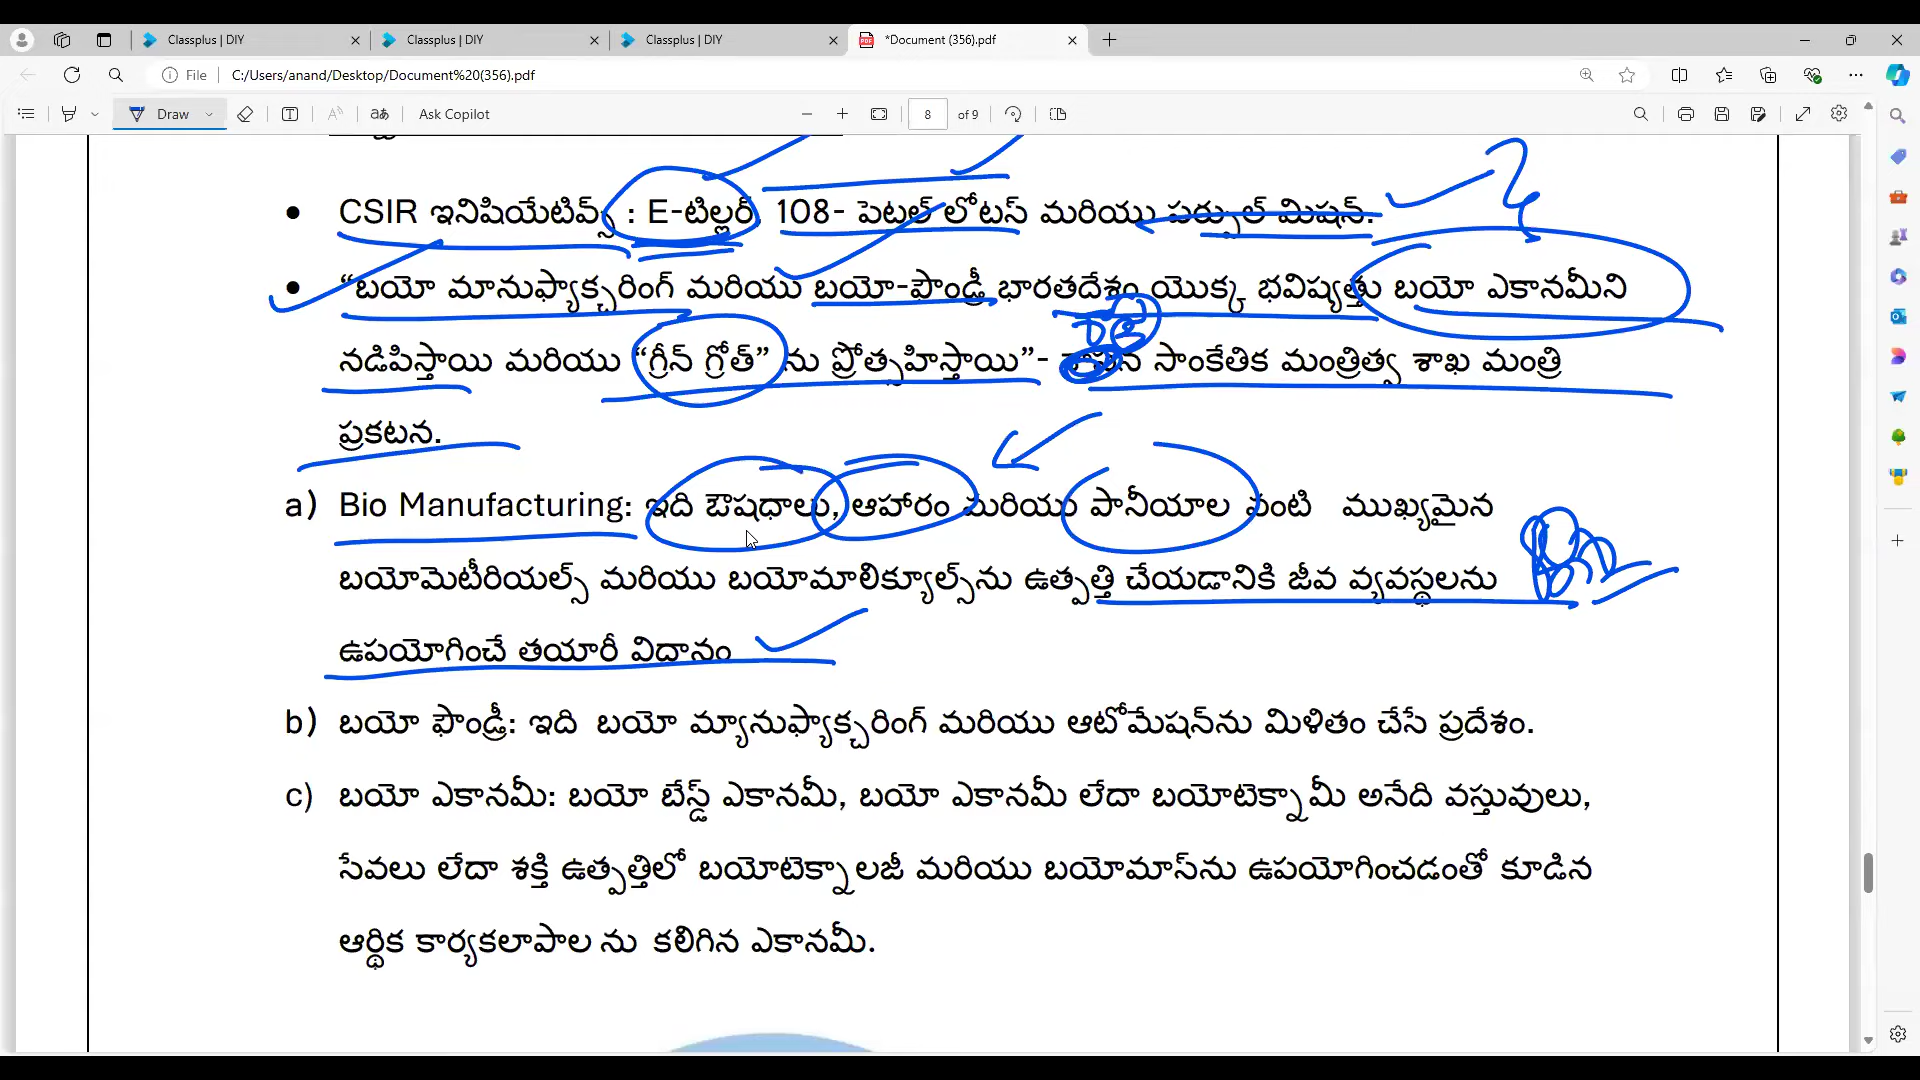 Classplus | DIY
Classplus | DIY
Classplus | DIY
*Document (356).pdf
File
C:/Users/anand/Desktop/Document%20(356).pdf
Draw
Ask Copilot
8
of 9
• CSIR ఇనిషియేటివ్స్ : E-టిల్లర్, 108- పెటల్ లోటస్ మరియు పర్పుల్ మిషన్.
• “బయో మానుఫ్యాక్చరింగ్ మరియు బయో-ఫౌండ్రీ భారతదేశం యొక్క భవిష్యత్తు బయో ఎకానమీని
నడిపిస్తాయి మరియు “గ్రీన్ గ్రోత్” ను ప్రోత్సహిస్తాయి”- సాంకేతిక మంత్రిత్వ శాఖ మంత్రి
ప్రకటన.
a) Bio Manufacturing: ఇది ఔషధాలు, ఆహారం మరియు పానీయాల వంటి ముఖ్యమైన
బయోమెటీరియల్స్ మరియు బయోమాలిక్యూల్స్‌ను ఉత్పత్తి చేయడానికి జీవ వ్యవస్థలను
ఉపయోగించే తయారీ విదానం
b) బయో ఫౌండ్రీ: ఇది బయో మ్యానుఫ్యాక్చరింగ్ మరియు ఆటోమేషన్‌ను మిళితం చేసే ప్రదేశం.
c) బయో ఎకానమీ: బయో బేస్డ్ ఎకానమీ, బయో ఎకానమీ లేదా బయోటెక్నామీ అనేది వస్తువులు,
సేవలు లేదా శక్తి ఉత్పత్తిలో బయోటెక్నాలజీ మరియు బయోమాస్‌ను ఉపయోగించడంతో కూడిన
ఆర్థిక కార్యకలాపాల ను కలిగిన ఎకానమీ.